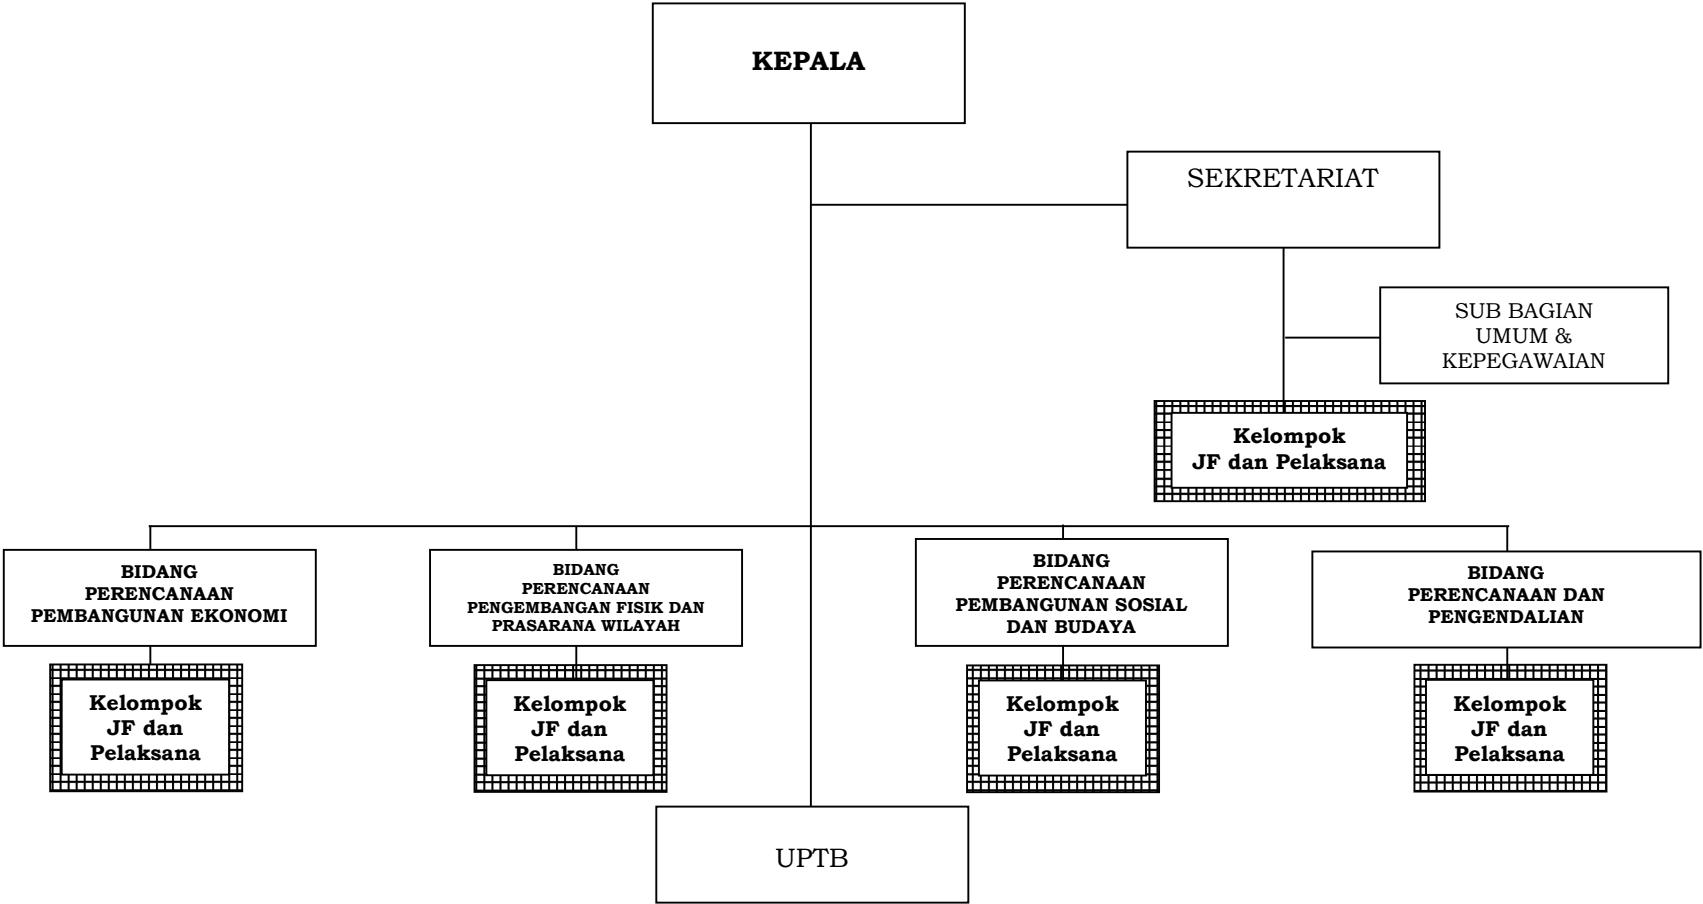 KEPALA
SEKRETARIAT
SUB BAGIAN
UMUM &
KEPEGAWAIAN
Kelompok
JF dan Pelaksana
BIDANG
PERENCANAAN
PEMBANGUNAN EKONOMI
BIDANG
PERENCANAAN
PENGEMBANGAN FISIK DAN
PRASARANA WILAYAH
BIDANG
PERENCANAAN
PEMBANGUNAN SOSIAL
DAN BUDAYA
BIDANG
PERENCANAAN DAN
PENGENDALIAN
Kelompok
JF dan
Pelaksana
Kelompok
JF dan
Pelaksana
Kelompok
JF dan
Pelaksana
Kelompok
JF dan
Pelaksana
UPTB